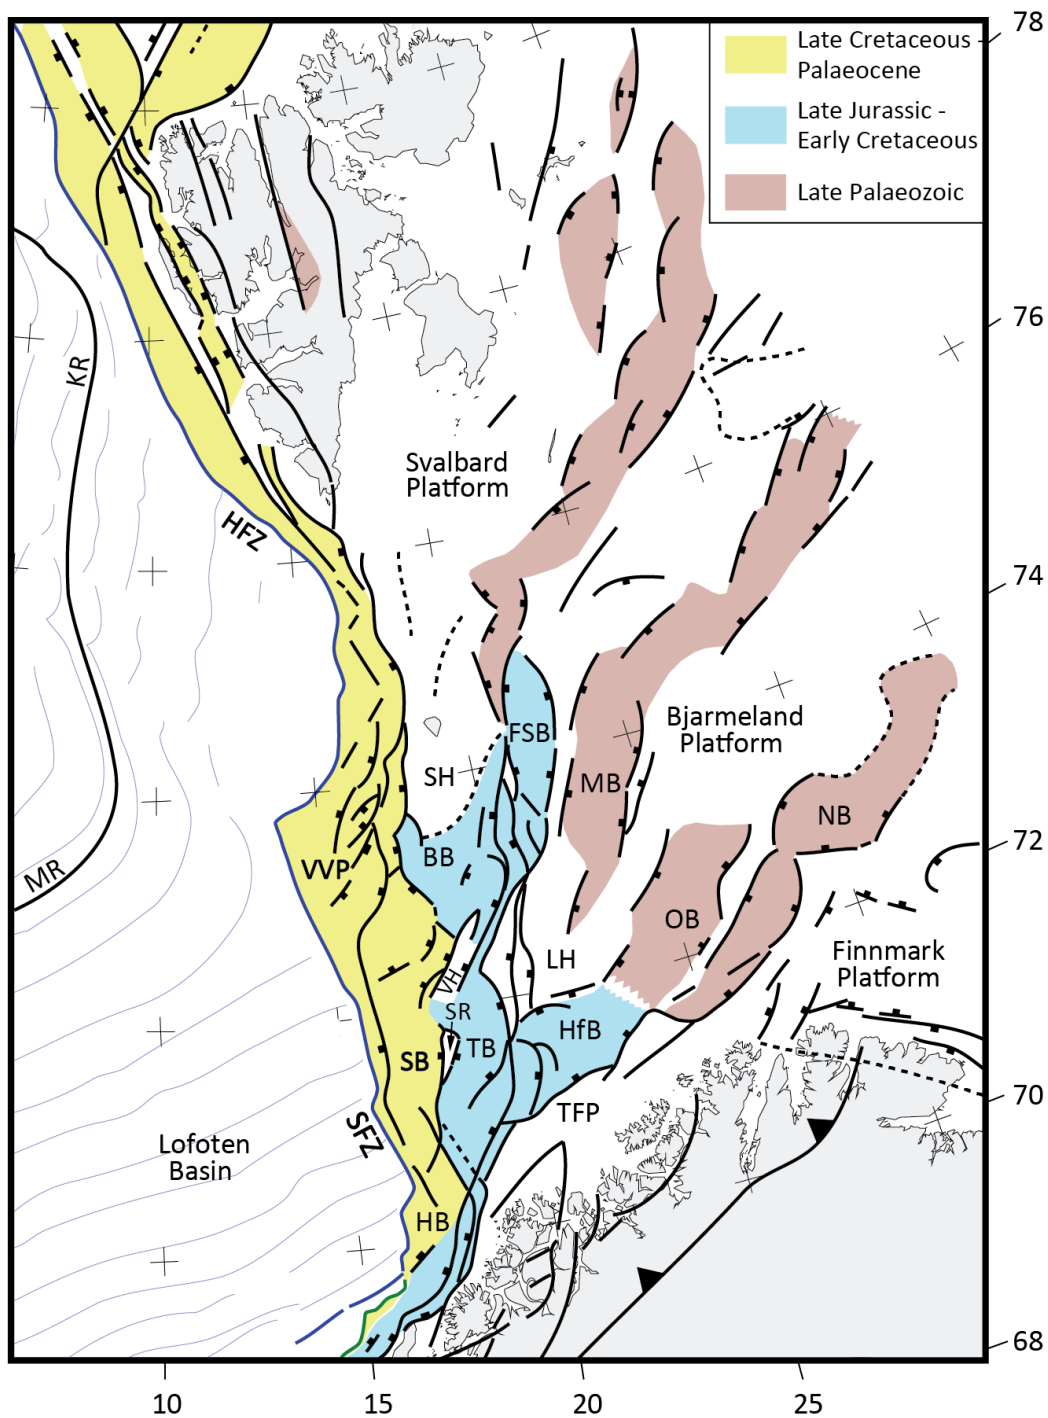 78
Late Cretaceous -
Palaeocene
Late Jurassic -
Early Cretaceous
Late Palaeozoic
76
KR
Svalbard
Platform
HFZ
74
FSB
Bjarmeland
Platform
SH
MB
NB
72
BB
VVP
MR
OB
LH
Finnmark
Platform
VH
SR
HfB
TB
SB
70
TFP
SFZ
Lofoten
Basin
HB
68
10
15
20
25